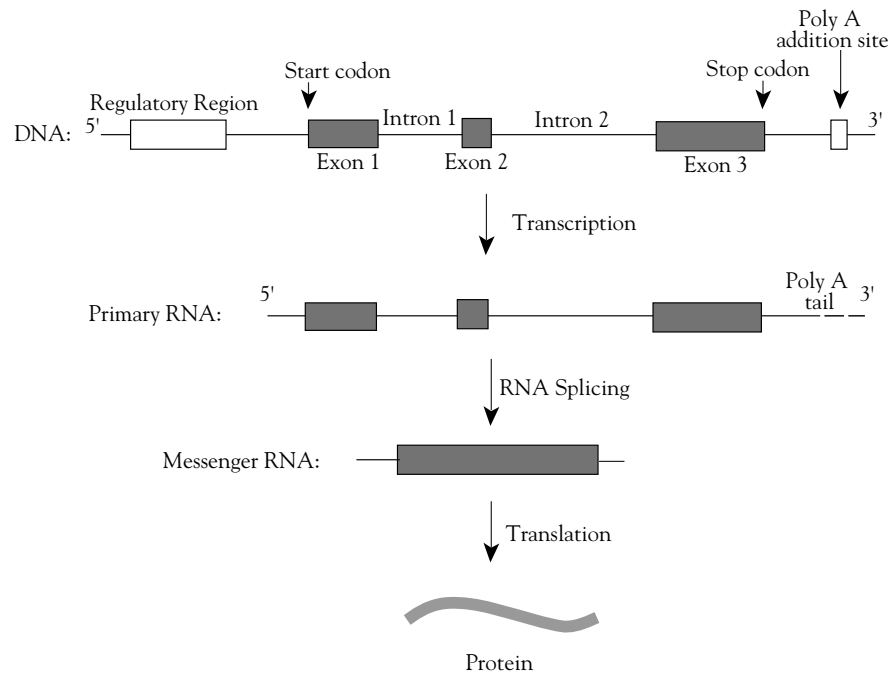 Poly A
addition site
Start codon
Stop codon
Regulatory Region
DNA: 5' Intron 1 Intron 2 3'
Exon 1 Exon 2 Exon 3
Transcription
5' Poly A 3'
tail
Primary RNA:
RNA Splicing
Messenger RNA:
Translation
Protein